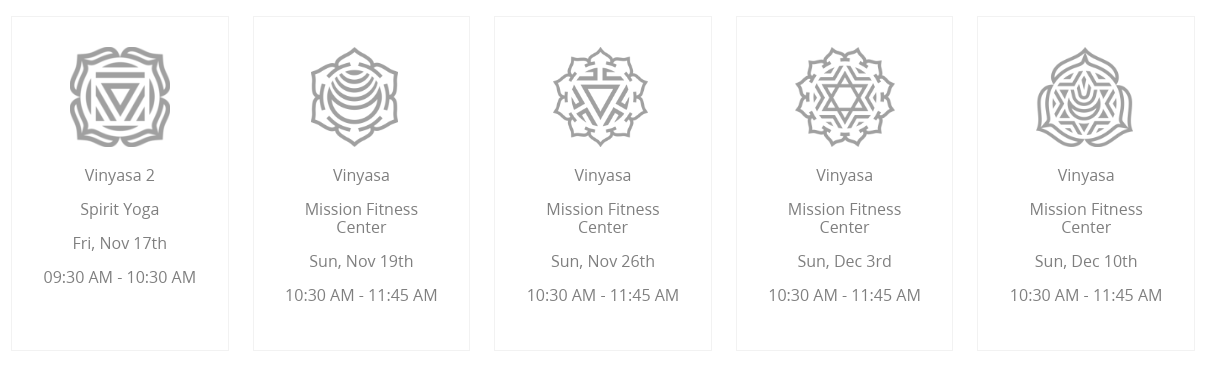 Vinyasa 2
Spirit Yoga
Fri, Nov 17th
09:30 AM - 10:30 AM
Vinyasa
Mission Fitness
Center
Sun, Nov 19th
10:30 AM - 11:45 AM
Vinyasa
Mission Fitness
Center
Sun, Nov 26th
10:30 AM - 11:45 AM
Vinyasa
Mission Fitness
Center
Sun, Dec 3rd
10:30 AM - 11:45 AM
Vinyasa
Mission Fitness
Center
Sun, Dec 10th
10:30 AM - 11:45 AM